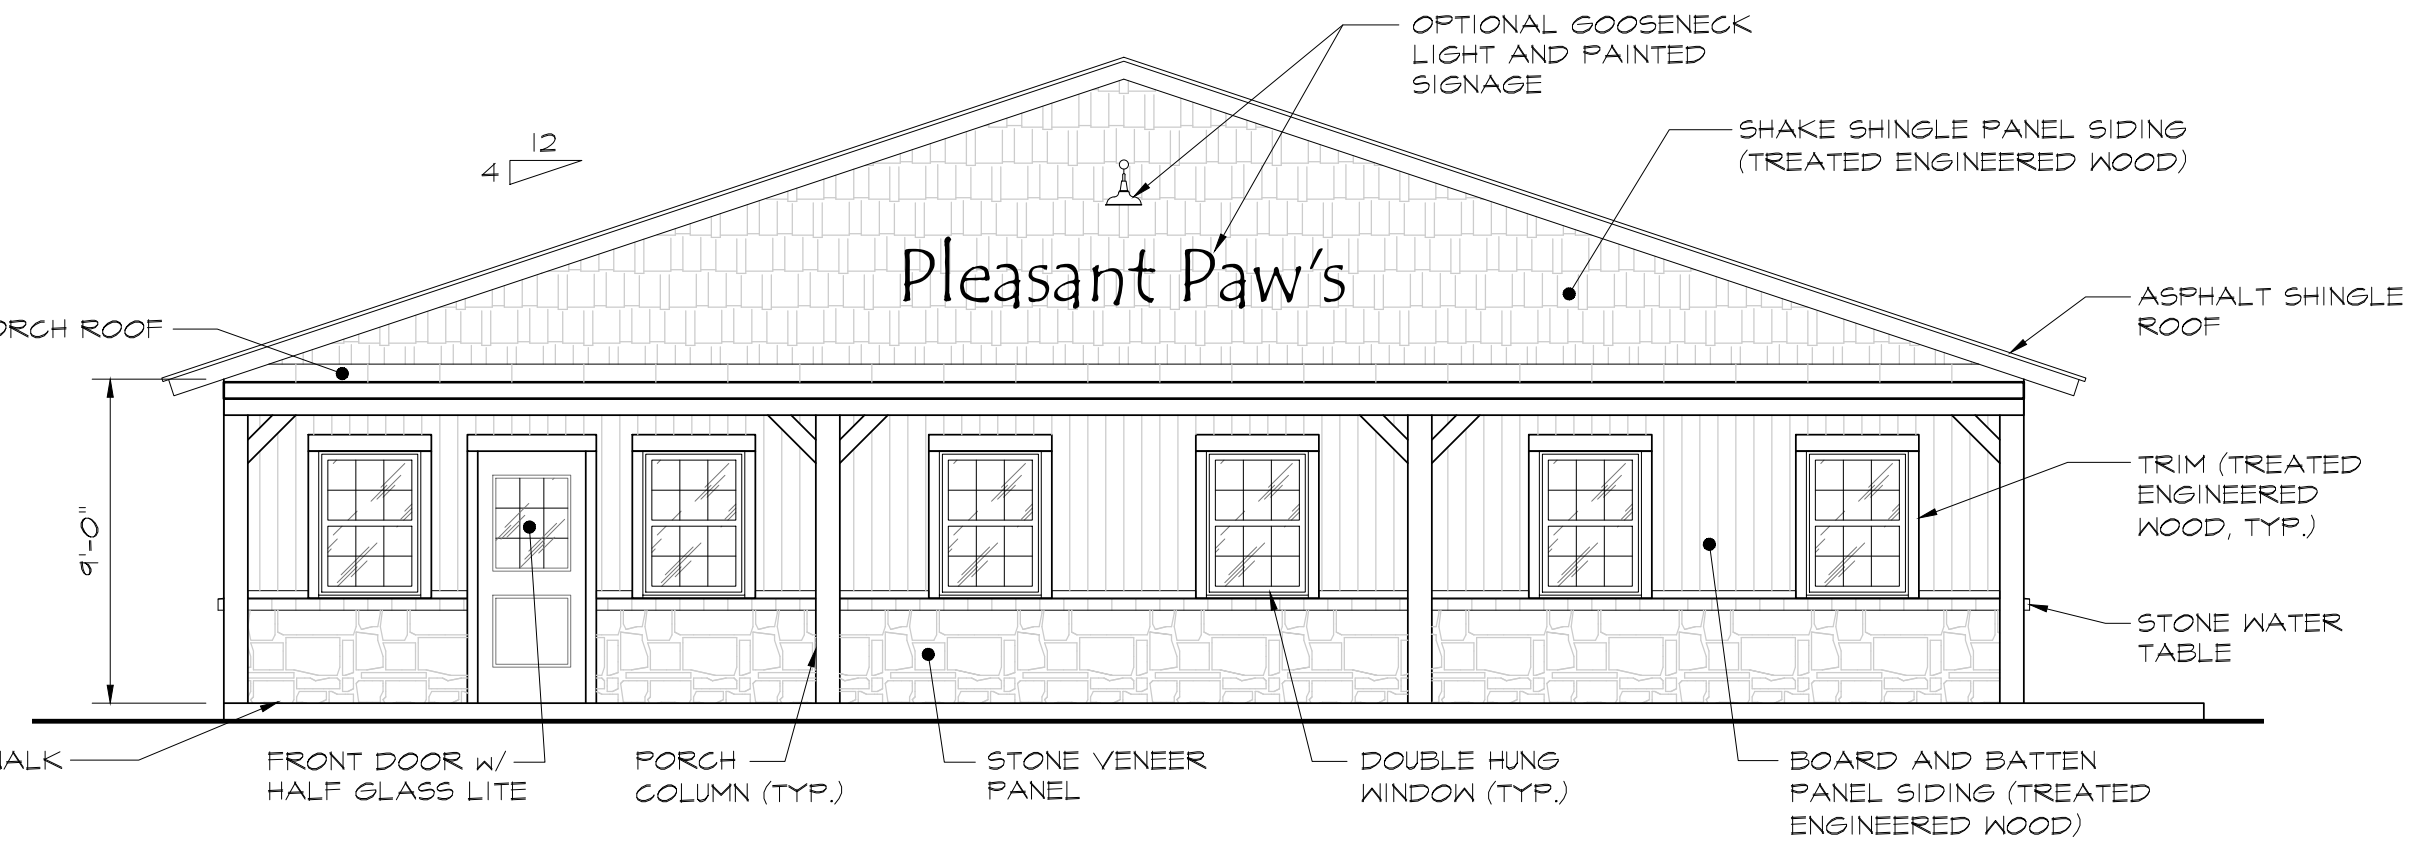 OPTIONAL GOOSENECK
LIGHT AND PAINTED
SIGNAGE
SHAKE SHINGLE PANEL SIDING
(TREATED ENGINEERED WOOD)
12
4
Pleasant Paw's
ASPHALT SHINGLE
ROOF
ORCH ROOF
TRIM (TREATED
ENGINEERED
WOOD, TYP.)
9'-0"
STONE WATER
TABLE
ALK
FRONT DOOR w/
HALF GLASS LITE
PORCH
COLUMN (TYP.)
STONE VENEER
PANEL
DOUBLE HUNG
WINDOW (TYP.)
BOARD AND BATTEN
PANEL SIDING (TREATED
ENGINEERED WOOD)